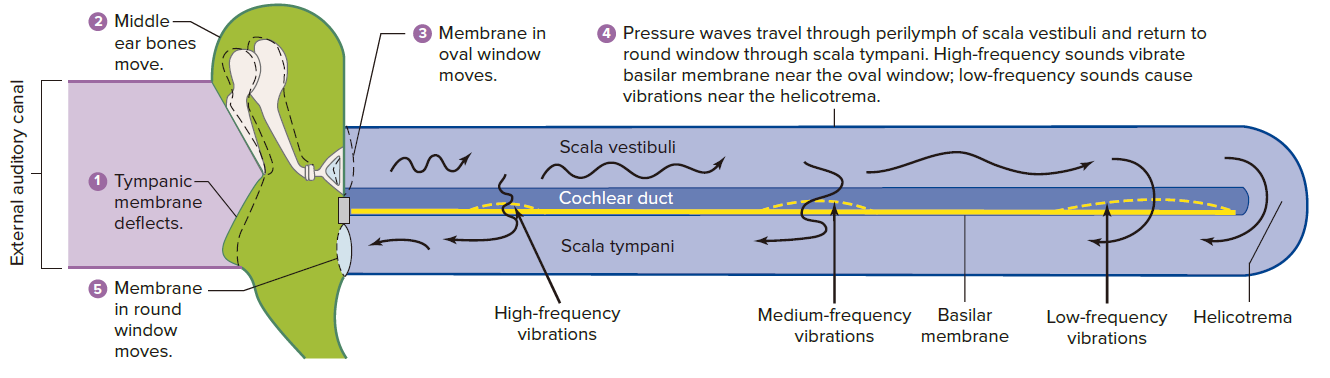 External auditory canal
1 Tympanic
membrane
deflects.
2 Middle
ear bones
move.
3 Membrane in
oval window
moves.
4 Pressure waves travel through perilymph of scala vestibuli and return to
round window through scala tympani. High-frequency sounds vibrate
basilar membrane near the oval window; low-frequency sounds cause
vibrations near the helicotrema.
5 Membrane
in round
window
moves.
Scala vestibuli
Cochlear duct
Scala tympani
High-frequency
vibrations
Medium-frequency
vibrations
Basilar
membrane
Low-frequency
vibrations
Helicotrema